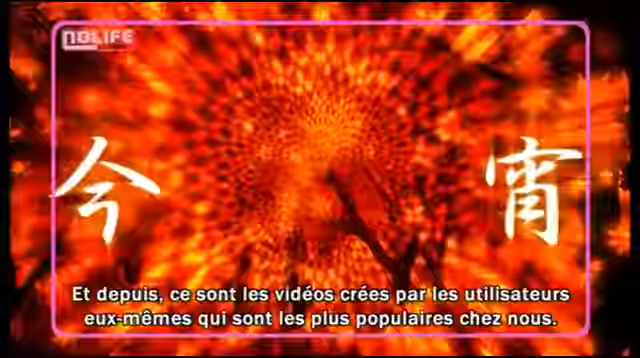 NOLIFE
今 宵
Et depuis, ce sont les vidéos crées par les utilisateurs
eux-mêmes qui sont les plus populaires chez nous.